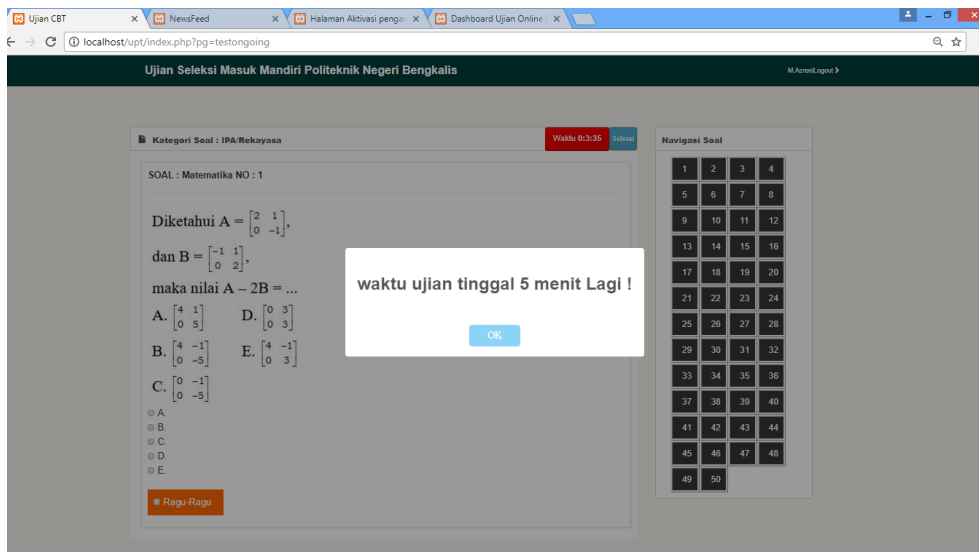 Ujian CBT
NewsFeed
Halaman Aktivasi penga
Dashboard Ujian Online
localhost/upt/index.php?pg=testongoing
Ujian Seleksi Masuk Mandiri Politeknik Negeri Bengkalis
M.Azren|Logout
Kategori Soal : IPA/Rekayasa
Waktu 0:3:35
Selesai
SOAL : Matematika NO : 1
Diketahui A = [2 1; 0 -1],
dan B = [-1 1; 0 2],
maka nilai A – 2B = ...
A. [4 1; 0 5] D. [0 3; 0 3]
B. [4 -1; 0 -5] E. [4 -1; 0 3]
C. [0 -1; 0 -5]
A.
B.
C.
D.
E.
Ragu-Ragu
waktu ujian tinggal 5 menit Lagi !
OK
Navigasi Soal
1 2 3 4
5 6 7 8
9 10 11 12
13 14 15 16
17 18 19 20
21 22 23 24
25 26 27 28
29 30 31 32
33 34 35 36
37 38 39 40
41 42 43 44
45 46 47 48
49 50